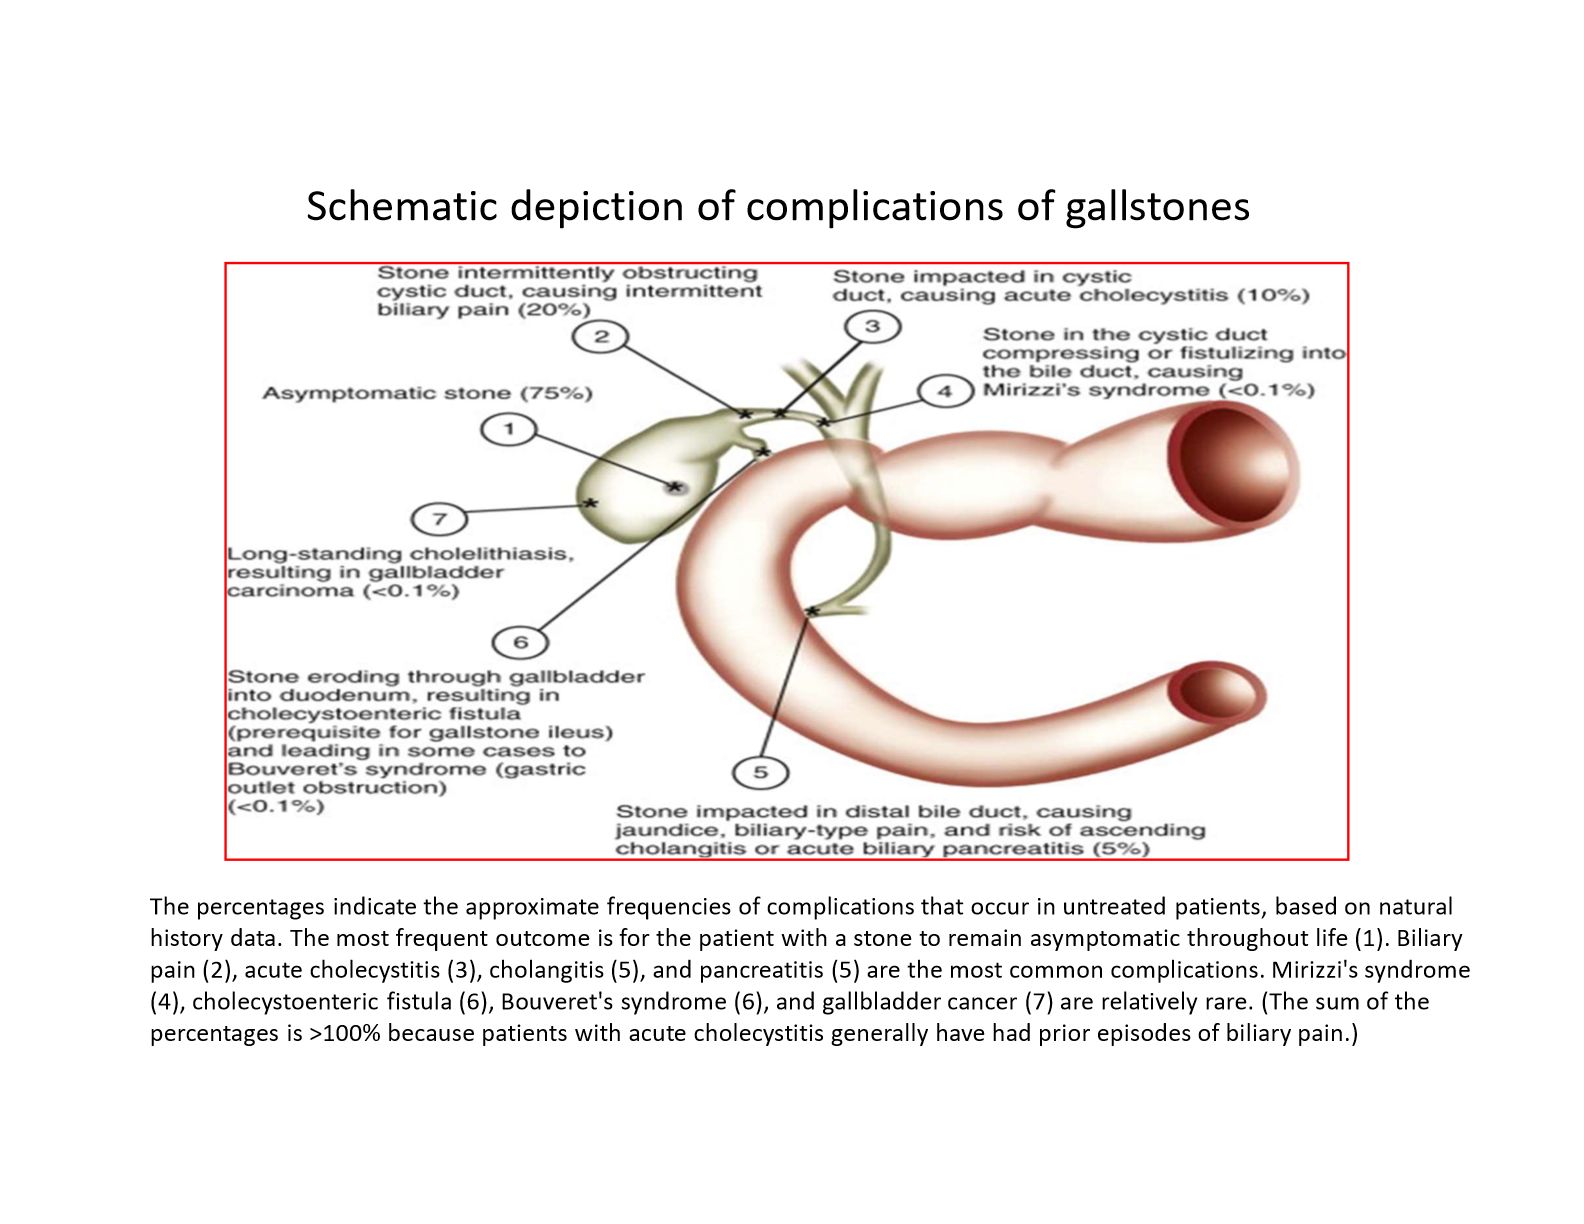 Schematic depiction of complications of gallstones
Stone intermittently obstructing
cystic duct, causing intermittent
biliary pain (20%)
2
Stone impacted in cystic
duct, causing acute cholecystitis (10%)
3
Stone in the cystic duct
compressing or fistulizing into
the bile duct, causing
Mirizzi's syndrome (<0.1%)
4
Asymptomatic stone (75%)
1
7
Long-standing cholelithiasis,
resulting in gallbladder
carcinoma (<0.1%)
6
Stone eroding through gallbladder
into duodenum, resulting in
cholecystoenteric fistula
(prerequisite for gallstone ileus)
and leading in some cases to
Bouveret's syndrome (gastric
outlet obstruction)
(<0.1%)
5
Stone impacted in distal bile duct, causing
jaundice, biliary-type pain, and risk of ascending
cholangitis or acute biliary pancreatitis (5%)
The percentages indicate the approximate frequencies of complications that occur in untreated patients, based on natural
history data. The most frequent outcome is for the patient with a stone to remain asymptomatic throughout life (1). Biliary
pain (2), acute cholecystitis (3), cholangitis (5), and pancreatitis (5) are the most common complications. Mirizzi's syndrome
(4), cholecystoenteric fistula (6), Bouveret's syndrome (6), and gallbladder cancer (7) are relatively rare. (The sum of the
percentages is >100% because patients with acute cholecystitis generally have had prior episodes of biliary pain.)